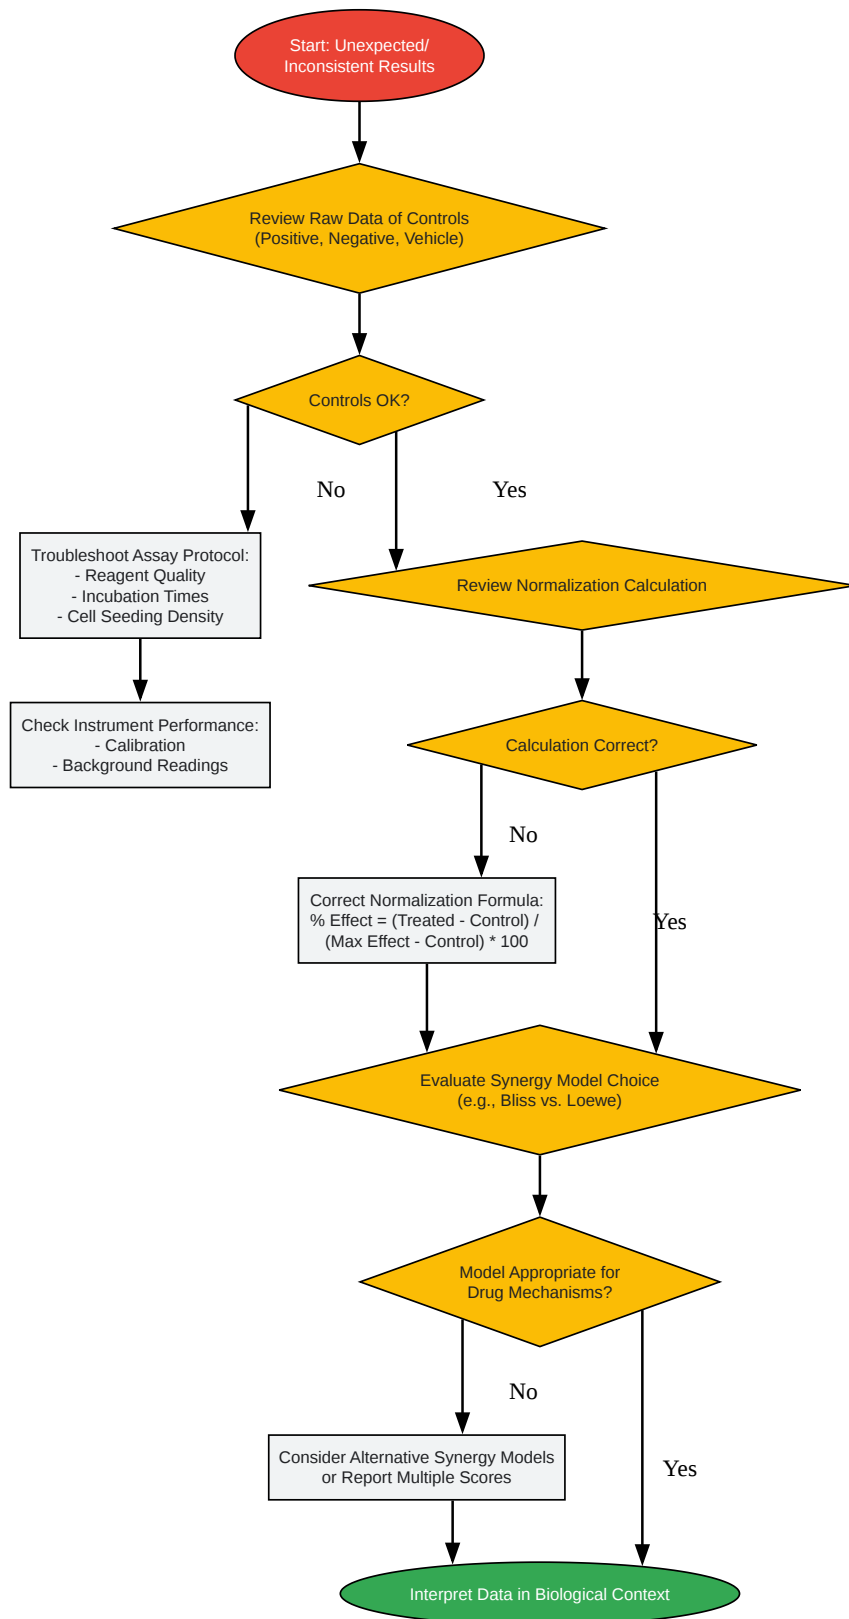 Start: Unexpected/
Inconsistent Results
Review Raw Data of Controls
(Positive, Negative, Vehicle)
Controls OK?
No
Yes
Troubleshoot Assay Protocol:
- Reagent Quality
- Incubation Times
- Cell Seeding Density
Review Normalization Calculation
Check Instrument Performance:
- Calibration
- Background Readings
Calculation Correct?
No
Yes
Correct Normalization Formula:
% Effect = (Treated - Control) /
(Max Effect - Control) * 100
Evaluate Synergy Model Choice
(e.g., Bliss vs. Loewe)
Model Appropriate for
Drug Mechanisms?
No
Yes
Consider Alternative Synergy Models
or Report Multiple Scores
Interpret Data in Biological Context